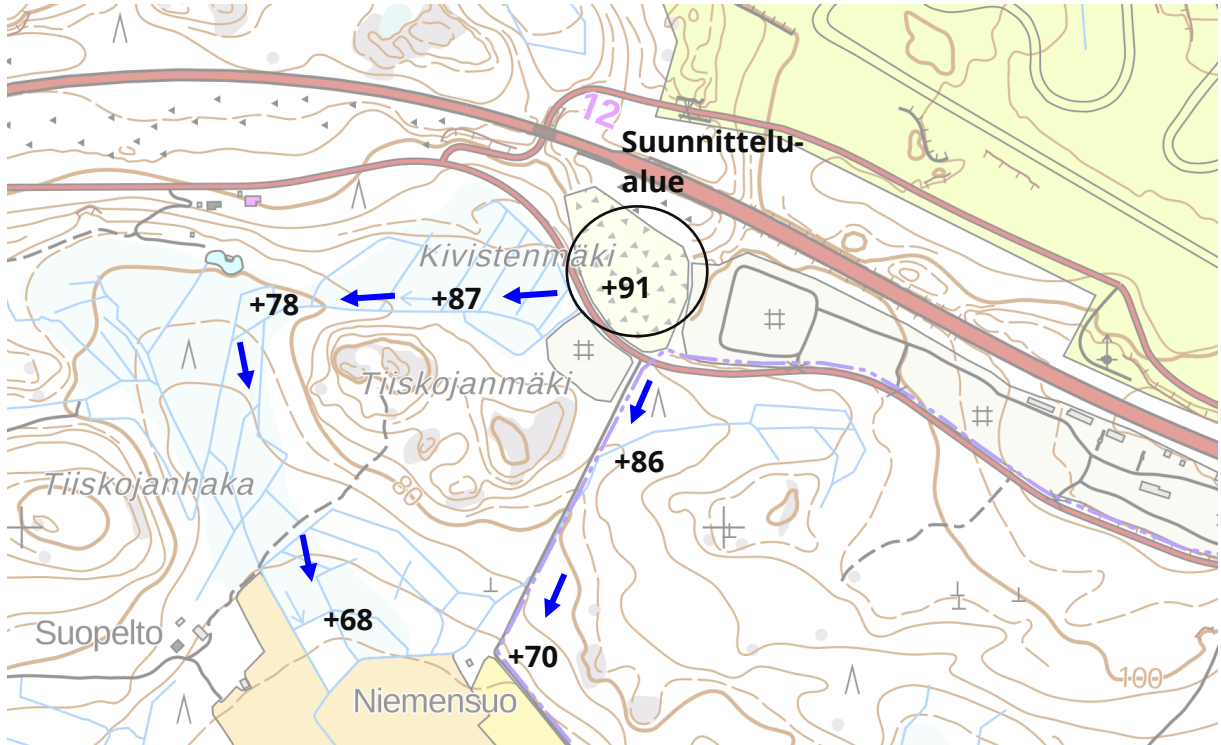 12
Suunnittelu-
alue
Kivistenmäki
+91
+87
+78
Tiiskojanmäki
+86
Tiiskojanhaka
80
+68
Suopelto
+70
100
Niemensuo